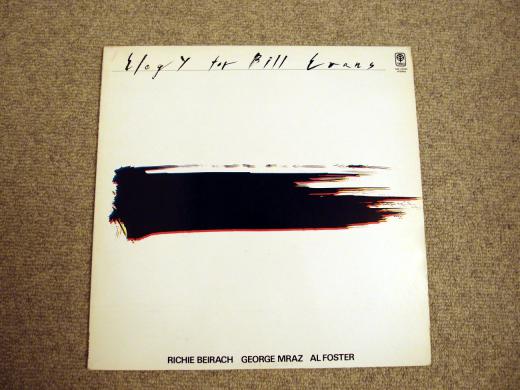 Elegy for Bill Evans
RICHIE BEIRACH GEORGE MRAZ AL FOSTER